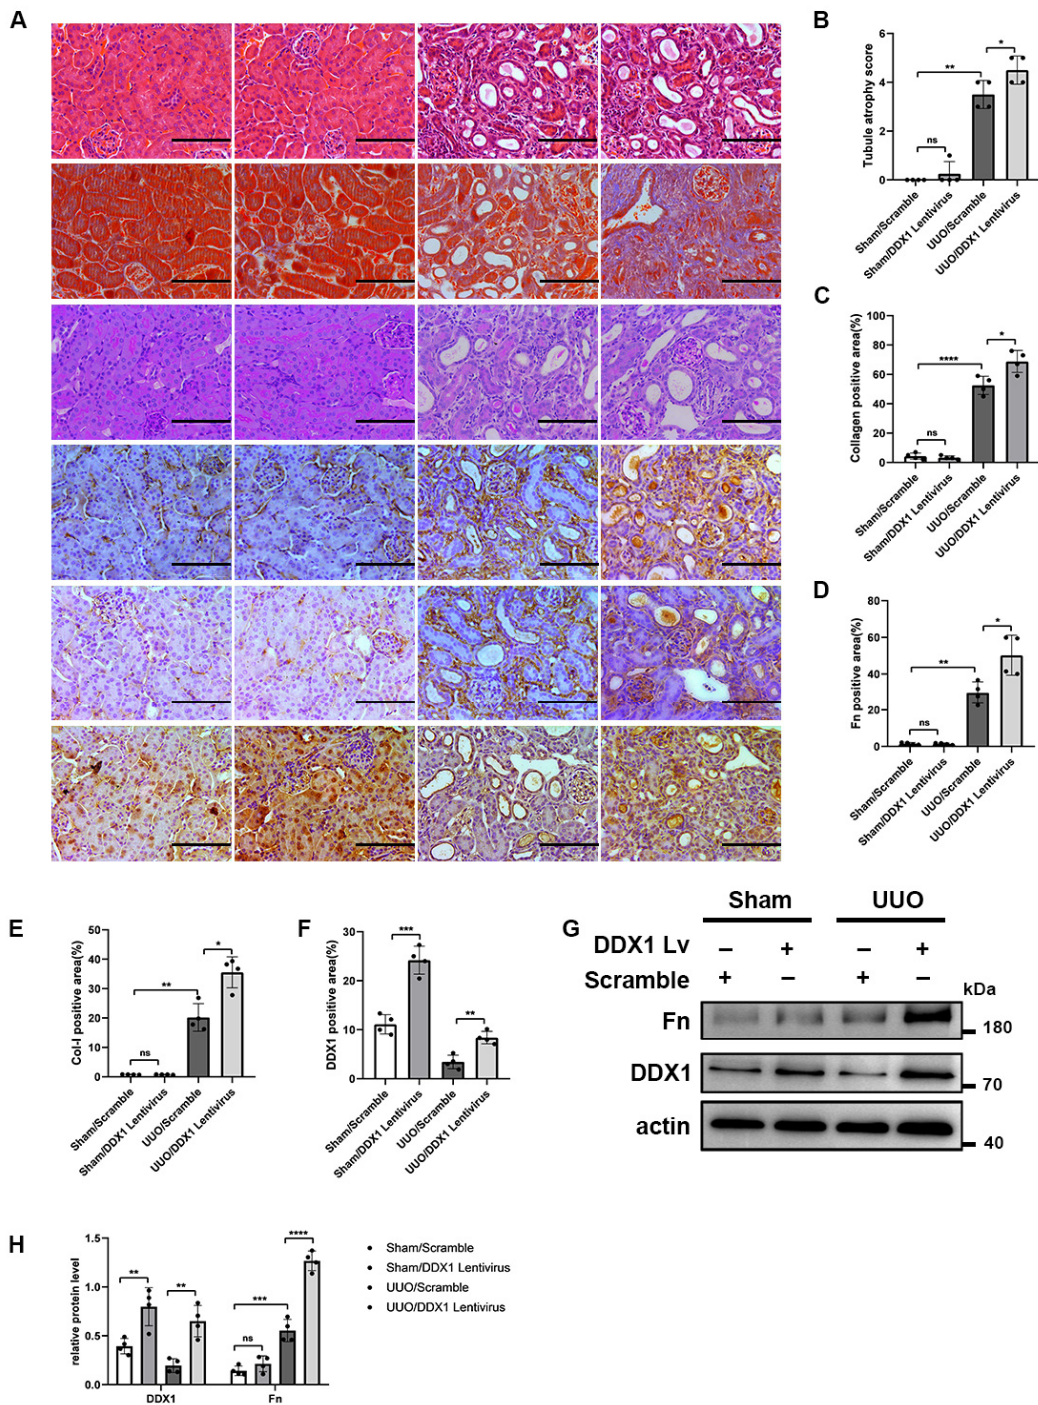 A
B
Tubule atrophy score
6
4
2
0
ns
**
*
Sham/Scramble
Sham/DDX1 Lentivirus
UUO/Scramble
UUO/DDX1 Lentivirus
C
Collagen positive area(%)
100
80
60
40
20
0
ns
****
*
Sham/Scramble
Sham/DDX1 Lentivirus
UUO/Scramble
UUO/DDX1 Lentivirus
D
Fn positive area(%)
80
60
40
20
0
ns
**
*
Sham/Scramble
Sham/DDX1 Lentivirus
UUO/Scramble
UUO/DDX1 Lentivirus
E
Col-I positive area(%)
50
40
30
20
10
0
ns
**
*
Sham/Scramble
Sham/DDX1 Lentivirus
UUO/Scramble
UUO/DDX1 Lentivirus
F
DDX1 positive area(%)
30
20
10
0
***
**
Sham/Scramble
Sham/DDX1 Lentivirus
UUO/Scramble
UUO/DDX1 Lentivirus
G
Sham UUO
DDX1 Lv − + − +
Scramble + − + −
kDa
Fn 180
DDX1 70
actin 40
H
relative protein level
1.5
1.0
0.5
0.0
** ** ns *** ****
DDX1 Fn
Sham/Scramble
Sham/DDX1 Lentivirus
UUO/Scramble
UUO/DDX1 Lentivirus